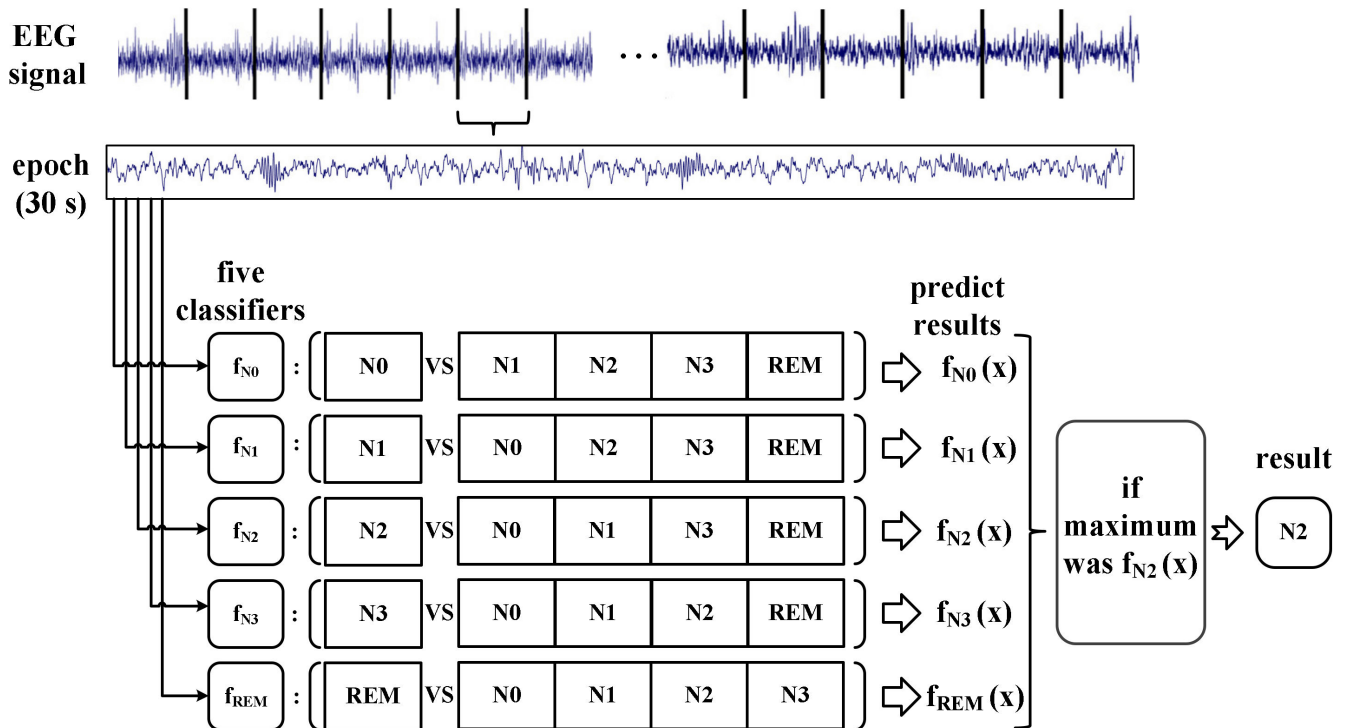 EEG
signal
...
epoch
(30 s)
five
classifiers
predict
results
f_N0 : N0 VS N1 N2 N3 REM f_N0 (x)
f_N1 : N1 VS N0 N2 N3 REM f_N1 (x)
f_N2 : N2 VS N0 N1 N3 REM f_N2 (x)
f_N3 : N3 VS N0 N1 N2 REM f_N3 (x)
f_REM : REM VS N0 N1 N2 N3 f_REM (x)
if
maximum
was f_N2 (x)
result
N2